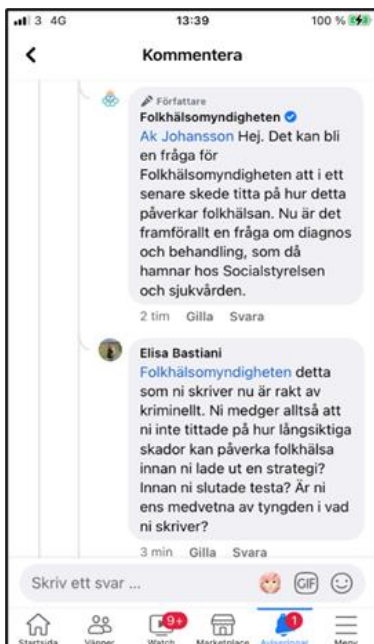 3 4G 13:39 100 %
Kommentera
Författare
Folkhälsomyndigheten
Ak Johansson Hej. Det kan bli
en fråga för
Folkhälsomyndigheten att i ett
senare skede titta på hur detta
påverkar folkhälsan. Nu är det
framförallt en fråga om diagnos
och behandling, som då
hamnar hos Socialstyrelsen
och sjukvården.
2 tim Gilla Svara
Elisa Bastiani
Folkhälsomyndigheten detta
som ni skriver nu är rakt av
kriminellt. Ni medger alltså att
ni inte tittade på hur långsiktiga
skador kan påverka folkhälsa
innan ni lade ut en strategi?
Innan ni slutade testa? Är ni
ens medvetna av tyngden i vad
ni skriver?
3 min Gilla Svara
Skriv ett svar ... GIF
9+ 1
Startsida Vänner Watch Marketplace Aviseringar Meny